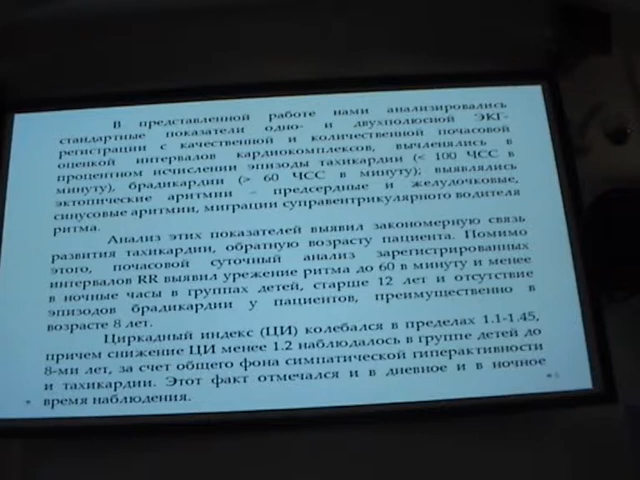 В представленной работе нами анализировались
стандартные показатели одно- и двухполюсной ЭКГ-
регистрации с качественной и количественной почасовой
оценкой интервалов кардиокомплексов, вычленялись в
процентном исчислении эпизоды тахикардии (< 100 ЧСС в
минуту), брадикардии (> 60 ЧСС в минуту); выявлялись
эктопические аритмии – предсердные и желудочковые,
синусовые аритмии, миграции суправентрикулярного водителя
ритма.
Анализ этих показателей выявил закономерную связь
развития тахикардии, обратную возрасту пациента. Помимо
этого, почасовой суточный анализ зарегистрированных
интервалов RR выявил урежение ритма до 60 в минуту и менее
в ночные часы в группах детей, старше 12 лет и отсутствие
эпизодов брадикардии у пациентов, преимущественно в
возрасте 8 лет.
Циркадный индекс (ЦИ) колебался в пределах 1.1-1.45,
причем снижение ЦИ менее 1.2 наблюдалось в группе детей до
8-ми лет, за счет общего фона симпатической гиперактивности
и тахикардии. Этот факт отмечался и в дневное и в ночное
время наблюдения.